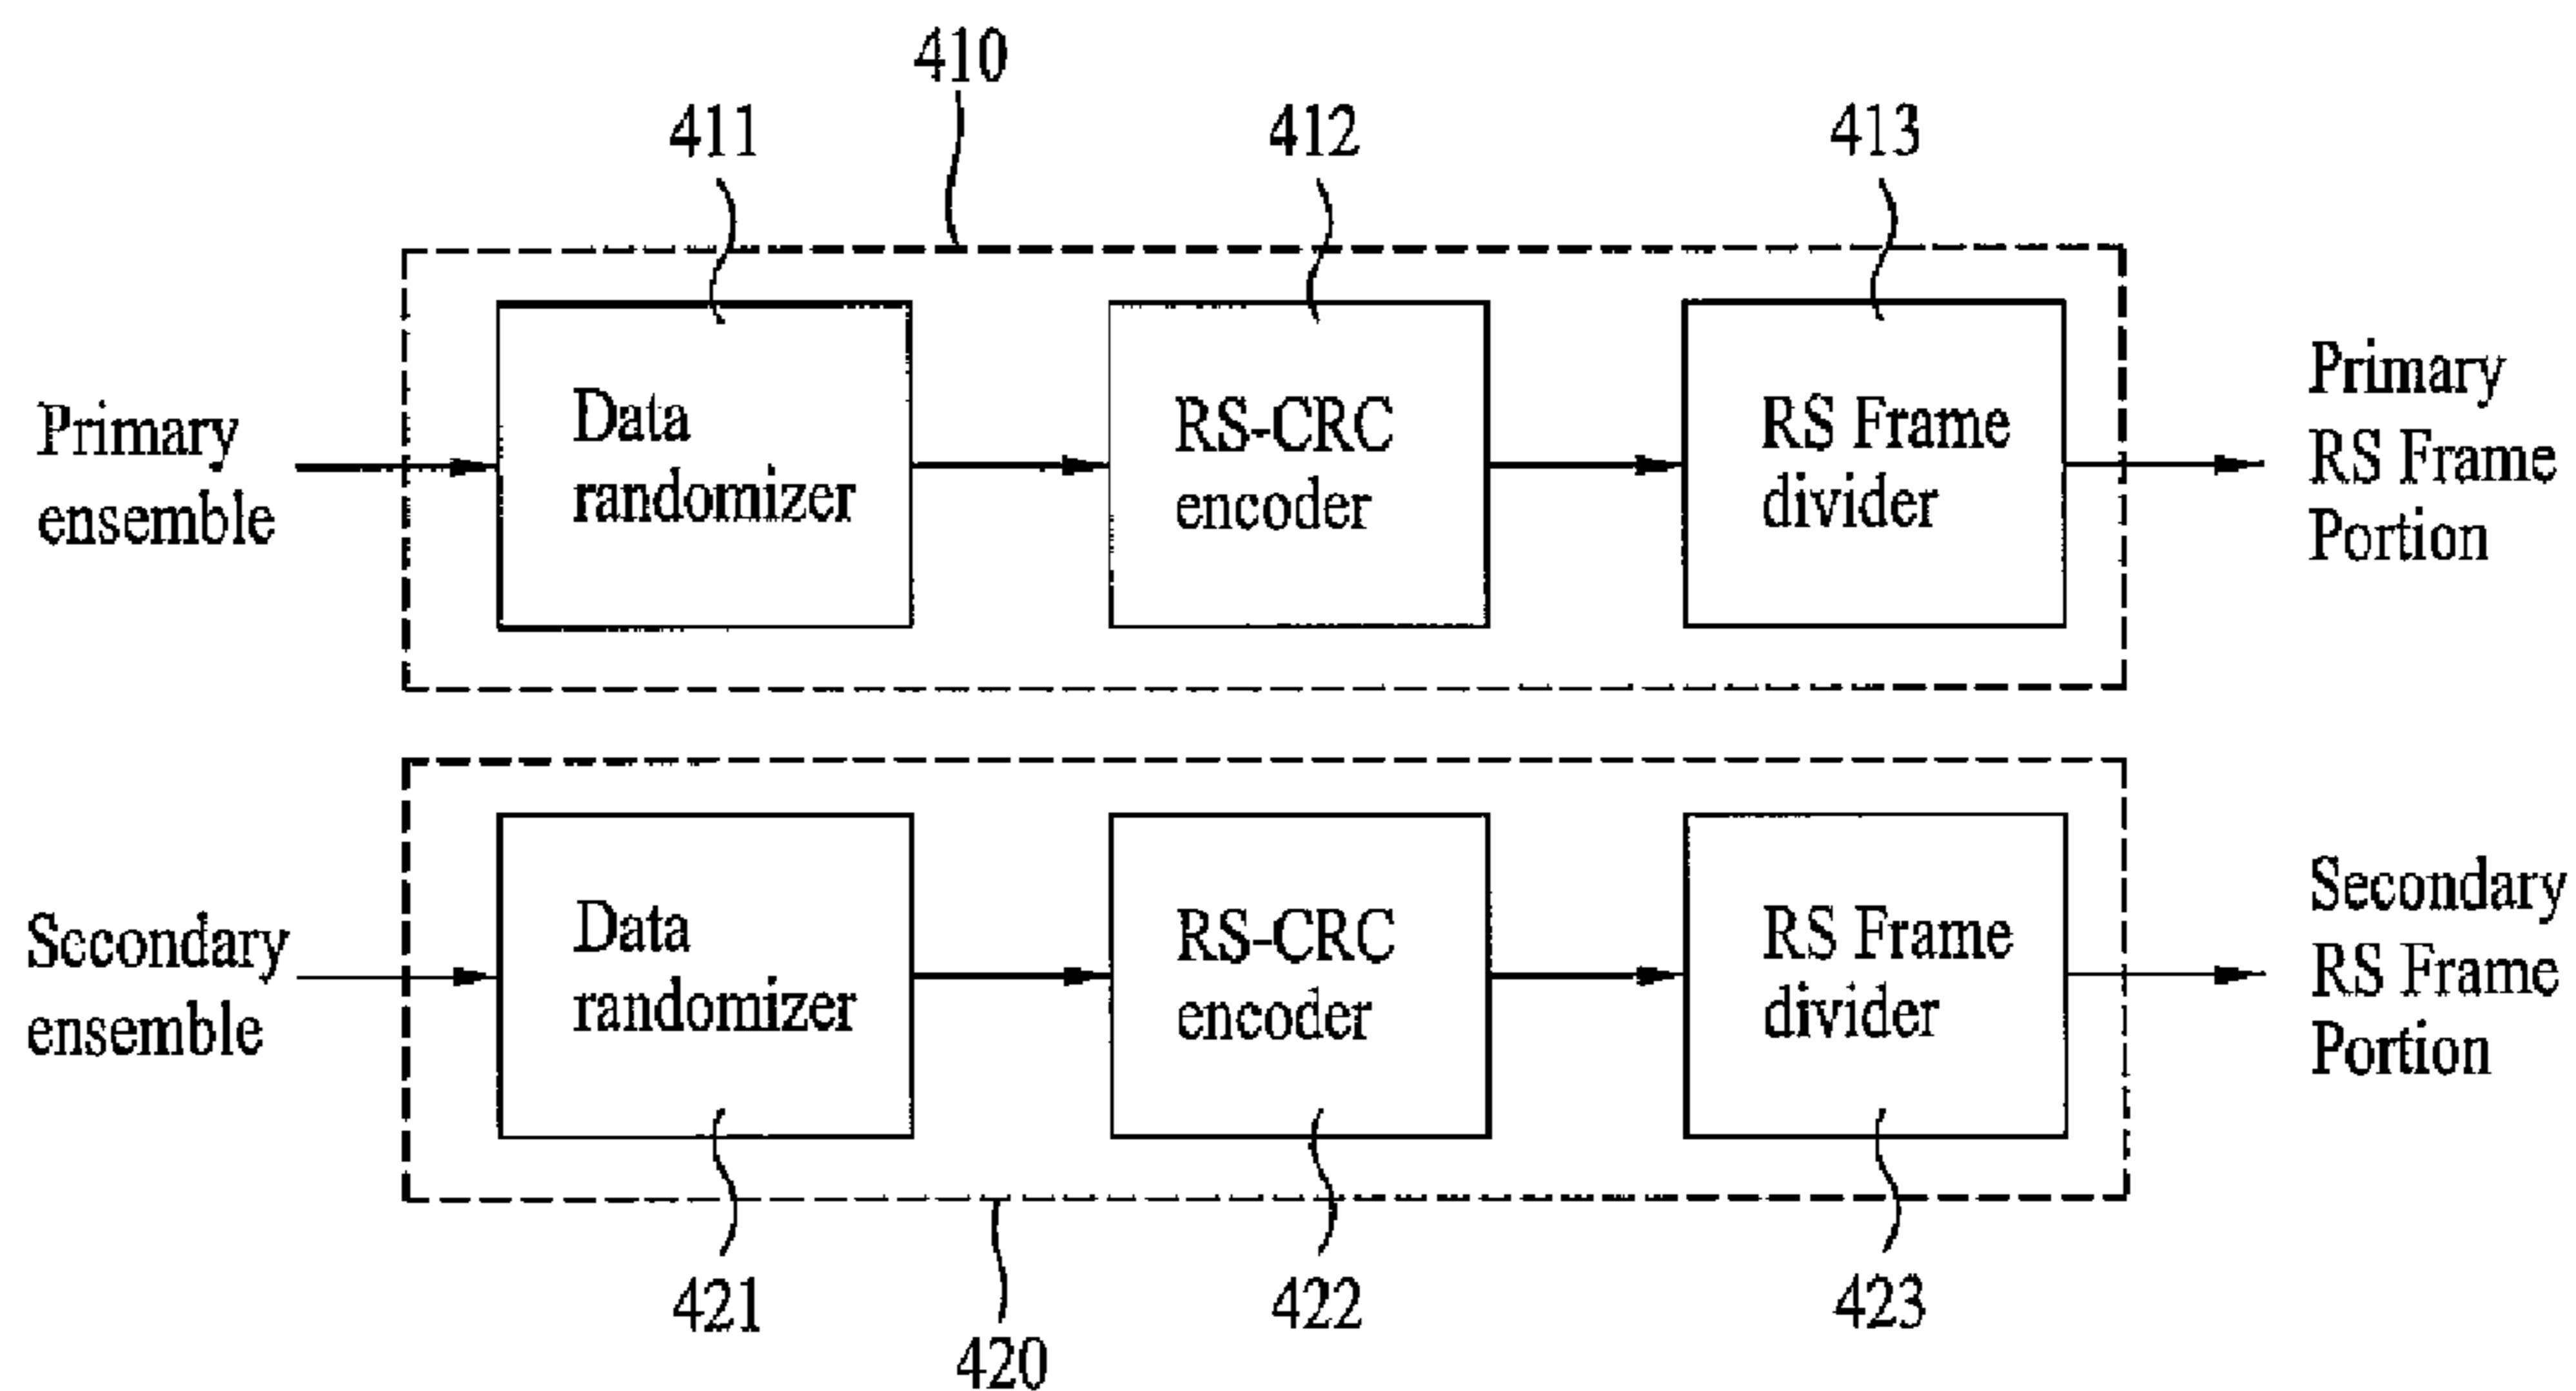 410
411
412
413
Primary
ensemble
Data
randomizer
RS-CRC
encoder
RS Frame
divider
Primary
RS Frame
Portion
Secondary
ensemble
Data
randomizer
RS-CRC
encoder
RS Frame
divider
Secondary
RS Frame
Portion
421
422
423
420